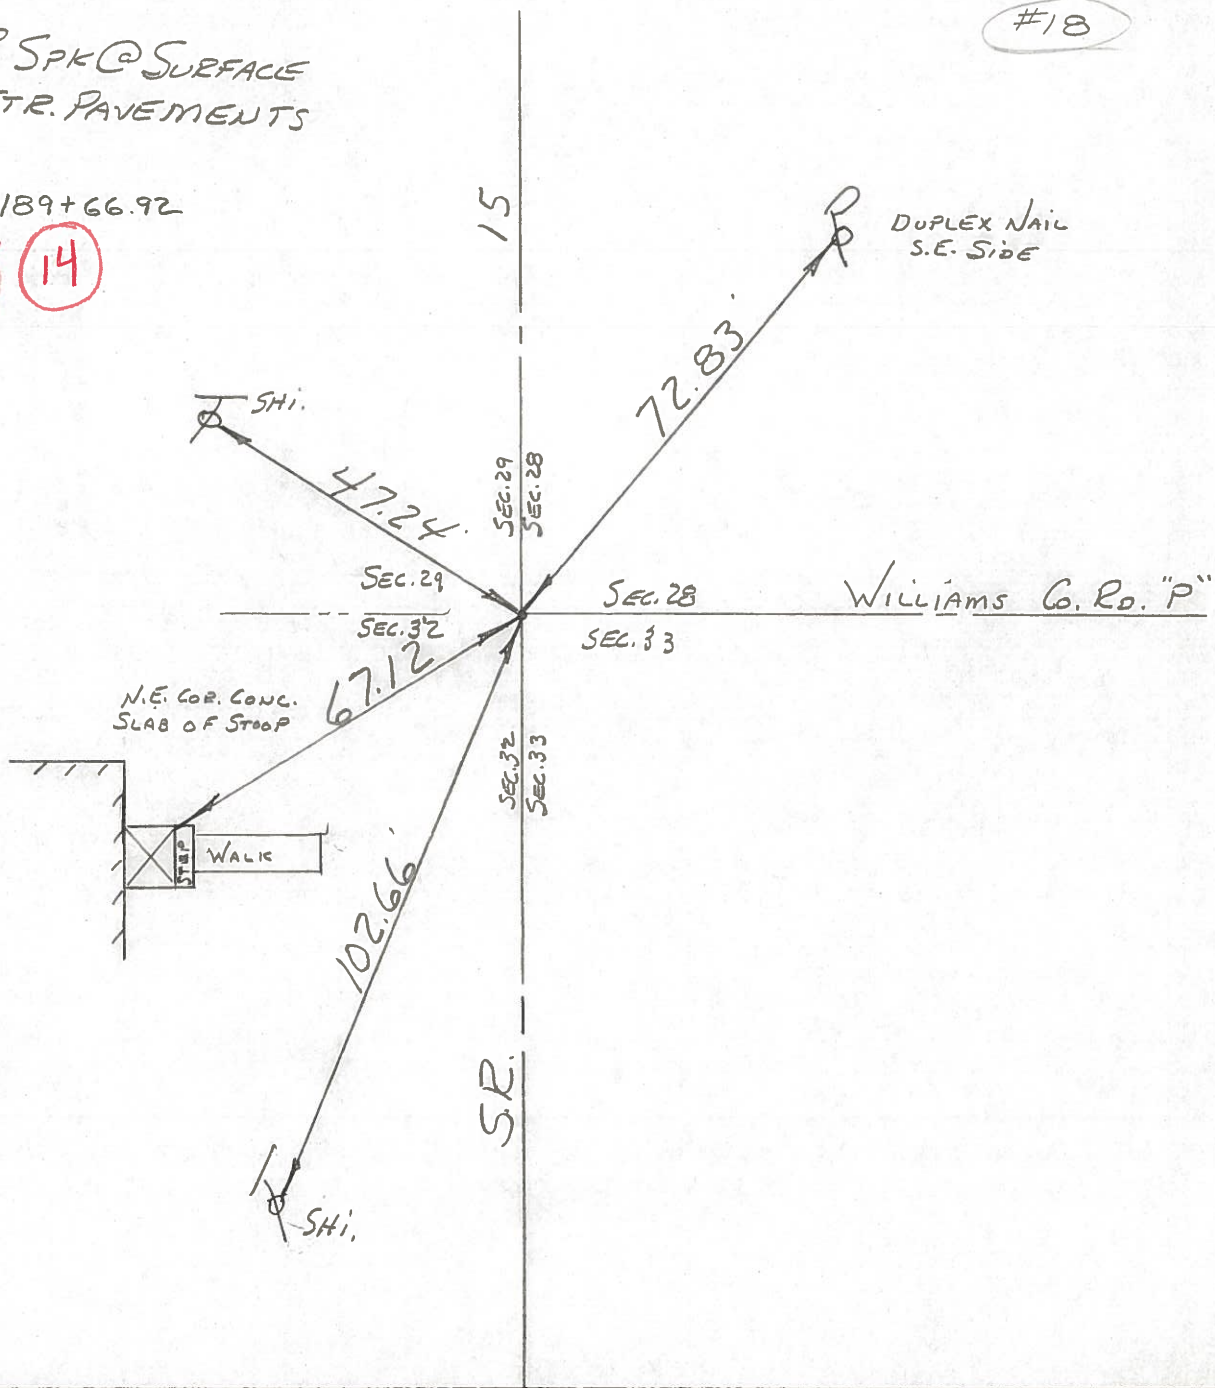 #18
SPK @ SURFACE
TR. PAVEMENTS
189+66.92
14
15
DUPLEX NAIL
S.E. SIDE
72.83'
SHI.
47.24'
SEC.29
SEC.28
SEC.29
SEC.32
SEC.28
SEC.33
WILLIAMS CO. RD. "P"
67.12
N.E. COR. CONC.
SLAB OF STOOP
SEC.32
SEC.33
STEP
WALK
102.66'
S.R.
SHI.